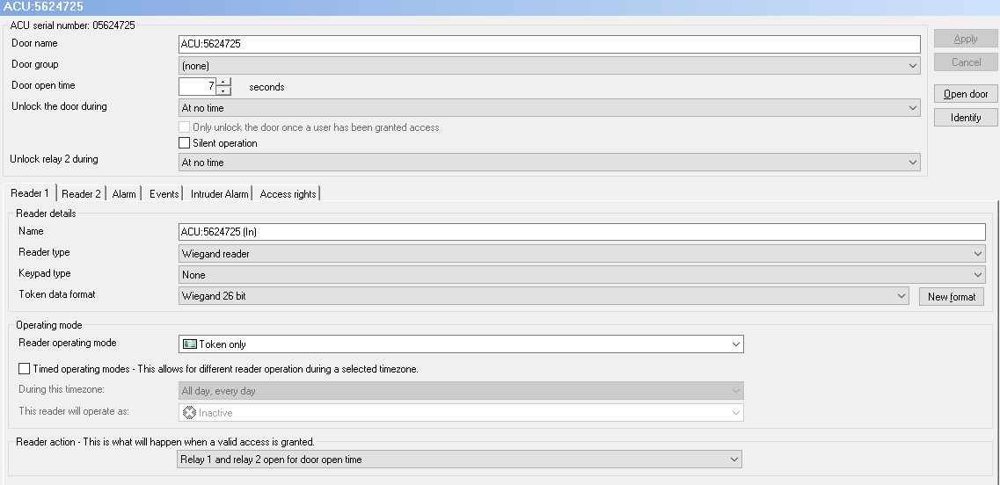 ACU:5624725
ACU serial number: 05624725
Door name ACU:5624725
Apply
Door group (none)
Cancel
Door open time 7 seconds
Open door
Unlock the door during At no time
Identify
Only unlock the door once a user has been granted access
Silent operation
Unlock relay 2 during At no time
Reader 1 Reader 2 Alarm Events Intruder Alarm Access rights
Reader details
Name ACU:5624725 (In)
Reader type Wiegand reader
Keypad type None
Token data format Wiegand 26 bit New format
Operating mode
Reader operating mode Token only
Timed operating modes - This allows for different reader operation during a selected timezone.
During this timezone: All day, every day
This reader will operate as: Inactive
Reader action - This is what will happen when a valid access is granted.
Relay 1 and relay 2 open for door open time